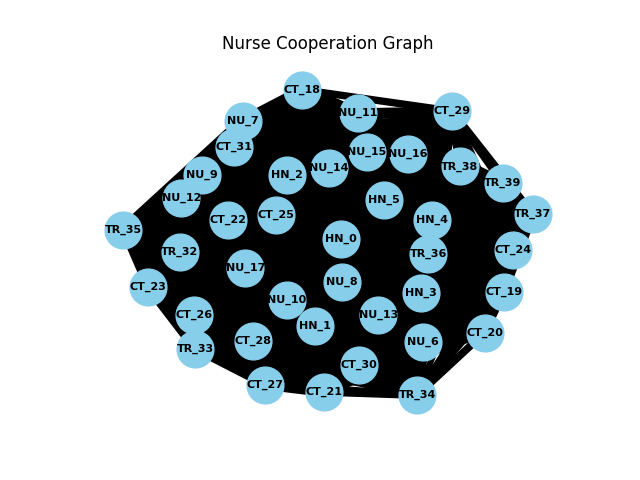 Nurse Cooperation Graph
CT_18
NU_11
CT_29
NU_7
CT_31
NU_15
NU_16
TR_38
NU_14
HN_2
NU_9
TR_39
NU_12
HN_5
TR_37
CT_25
CT_22
HN_4
TR_35
HN_0
CT_24
TR_32
TR_36
NU_17
NU_8
CT_23
CT_19
HN_3
NU_10
CT_26
NU_13
HN_1
CT_20
CT_28
NU_6
TR_33
CT_30
CT_27
CT_21
TR_34